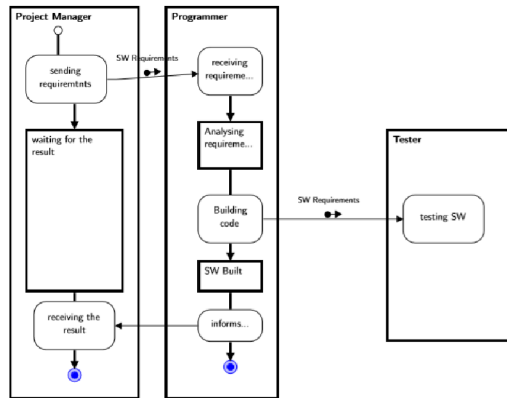 Project Manager
Programmer
SW Requirements
sending
requiremtnts
receiving
requireme...
waiting for the
result
Analysing
requireme...
Tester
SW Requirements
Building
code
testing SW
SW Built
receiving the
result
informs...